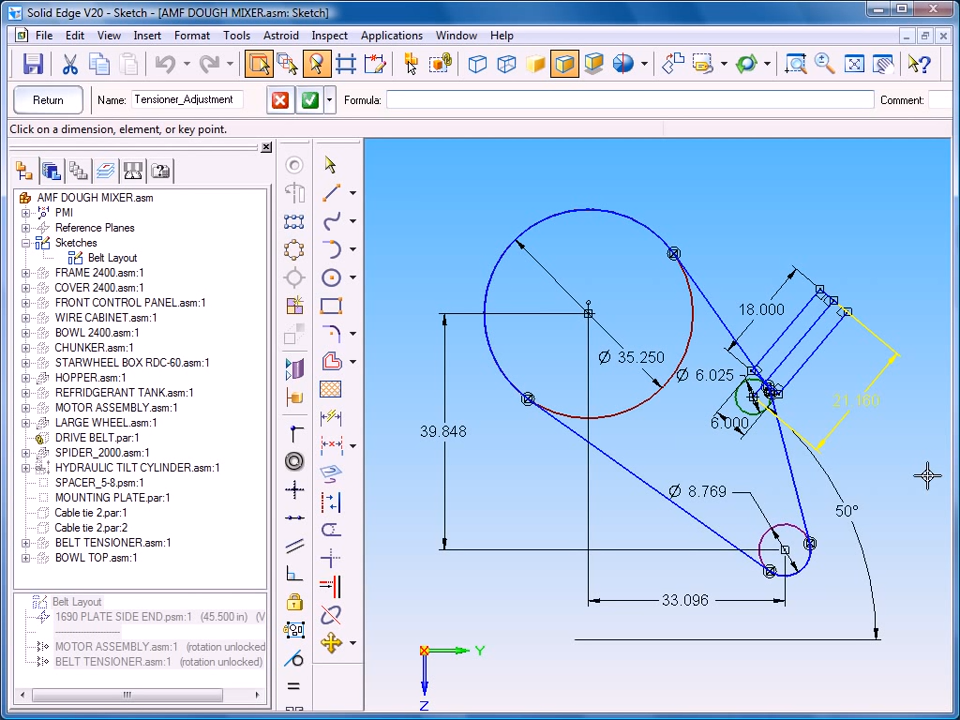 Solid Edge V20 - Sketch - [AMF DOUGH MIXER.asm: Sketch]
File Edit View Insert Format Tools Astroid Inspect Applications Window Help
Return Name: Tensioner_Adjustment Formula: Comment:
Click on a dimension, element, or key point.
AMF DOUGH MIXER.asm
PMI
Reference Planes
Sketches
Belt Layout
FRAME 2400.asm:1
COVER 2400.asm:1
FRONT CONTROL PANEL.asm:1
WIRE CABINET.asm:1
BOWL 2400.asm:1
CHUNKER.asm:1
STARWHEEL BOX RDC-60.asm:1
HOPPER.asm:1
REFRIDGERANT TANK.asm:1
MOTOR ASSEMBLY.asm:1
LARGE WHEEL.asm:1
DRIVE BELT.par:1
SPIDER_2000.asm:1
HYDRAULIC TILT CYLINDER.asm:1
SPACER_5-8.psm:1
MOUNTING PLATE.par:1
Cable tie 2.par:1
Cable tie 2.par:2
BELT TENSIONER.asm:1
BOWL TOP.asm:1
Belt Layout
1690 PLATE SIDE END.psm:1 (45.500 in) (V
MOTOR ASSEMBLY.asm:1 (rotation unlocked)
BELT TENSIONER.asm:1 (rotation unlocked)
18.000
Ø 35.250
Ø 6.025
21.160
6.000
39.848
Ø 8.769
50°
33.096
Y
Z